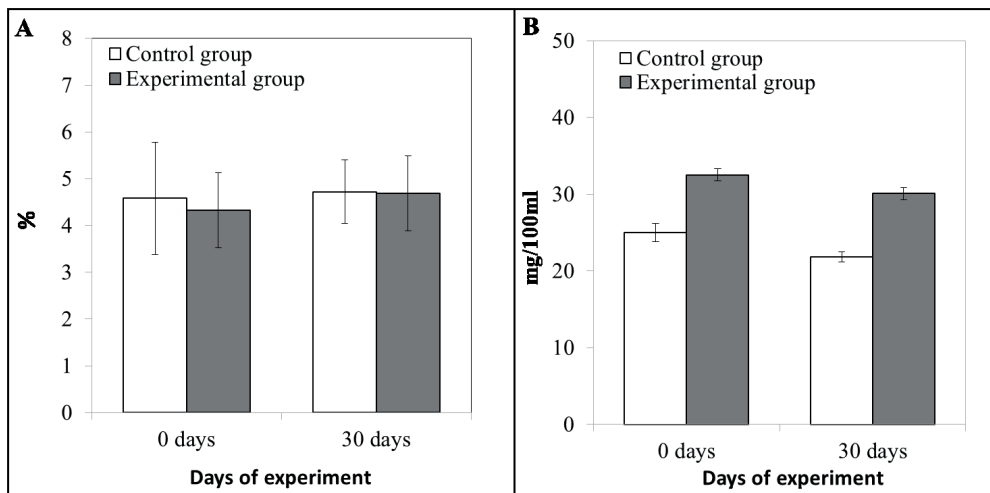 A
8
7
6
5
4
3
2
1
0
%
Control group
Experimental group
0 days
30 days
Days of experiment
B
50
40
30
20
10
0
mg/100ml
Control group
Experimental group
0 days
30 days
Days of experiment